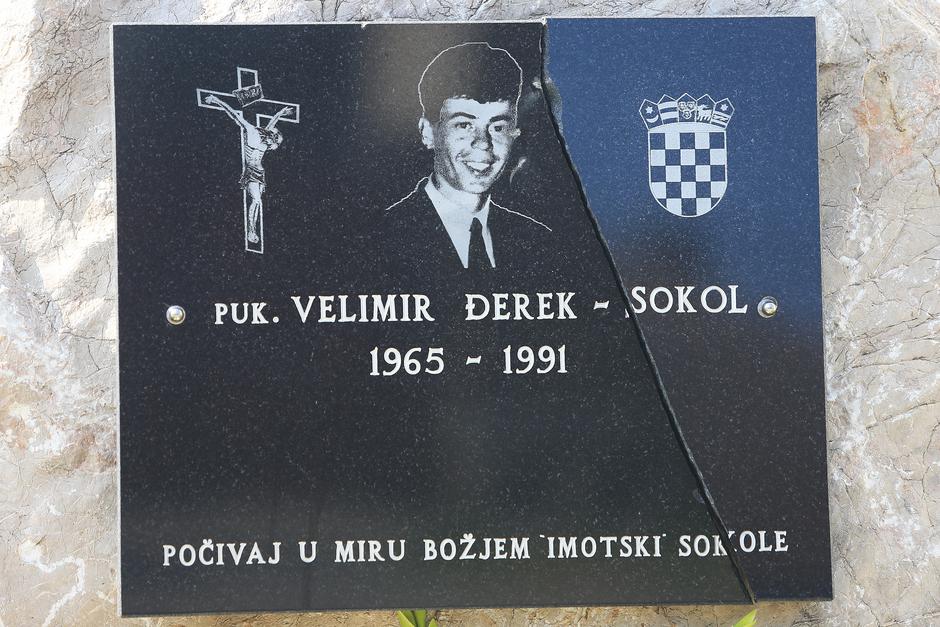 PUK. VELIMIR ĐEREK - SOKOL
1965 - 1991
POČIVAJ U MIRU BOŽJEM "IMOTSKI" SOKOLE